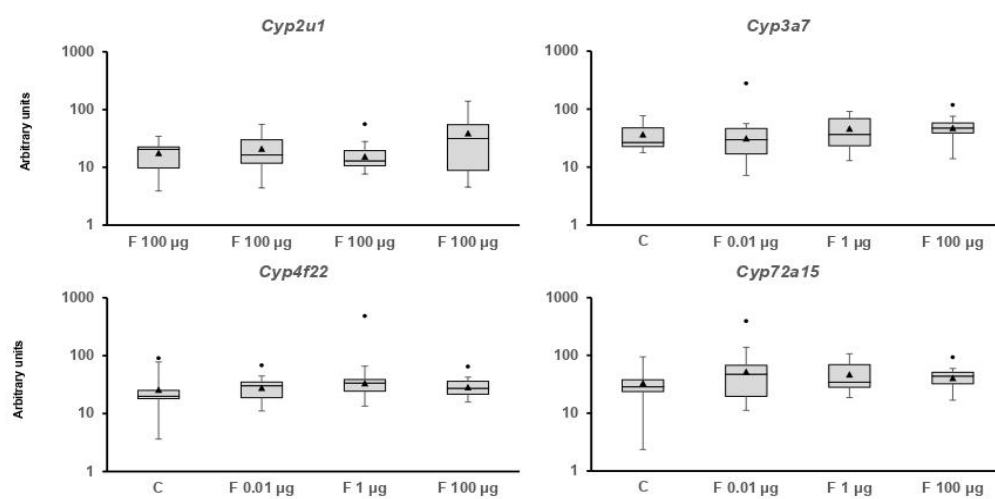 Cyp2u1
Arbitrary units
1000
100
10
1
F 100 µg F 100 µg F 100 µg F 100 µg
Cyp3a7
1000
100
10
1
C F 0.01 µg F 1 µg F 100 µg
Cyp4f22
Arbitrary units
1000
100
10
1
C F 0.01 µg F 1 µg F 100 µg
Cyp72a15
1000
100
10
1
C F 0.01 µg F 1 µg F 100 µg